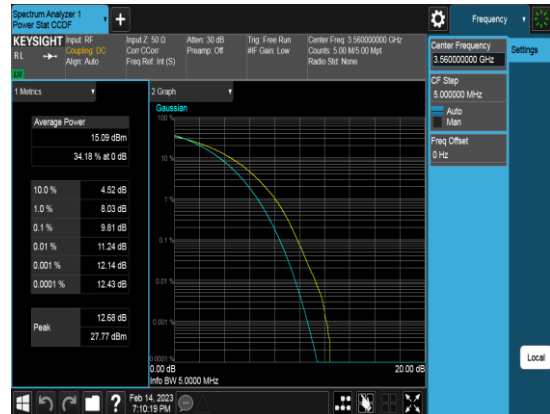 Spectrum Analyzer 1
Power Stat CCDF
Frequency
KEYSIGHT
Input: RF
Coupling: DC
Align: Auto
RL
Input Z: 50 Ω
Corr CCorr
Freq Ref: Int (S)
Atten: 30 dB
Preamp: Off
Trig: Free Run
#IF Gain: Low
Center Freq: 3.560000000 GHz
Counts: 5.00 M/5.00 Mpt
Radio Std: None
Center Frequency
3.560000000 GHz
Settings
CF Step
5.000000 MHz
Auto
Man
Freq Offset
0 Hz
1 Metrics
Average Power
15.09 dBm
34.18 % at 0 dB
10.0 % 4.52 dB
1.0 % 8.03 dB
0.1 % 9.81 dB
0.01 % 11.24 dB
0.001 % 12.14 dB
0.0001 % 12.43 dB
Peak
12.68 dB
27.77 dBm
2 Graph
Gaussian
100 %
10 %
1 %
0.1 %
0.01 %
0.001 %
0.0001 %
0.00 dB
20.00 dB
Info BW 5.0000 MHz
Local
?
Feb 14, 2023
7:10:19 PM